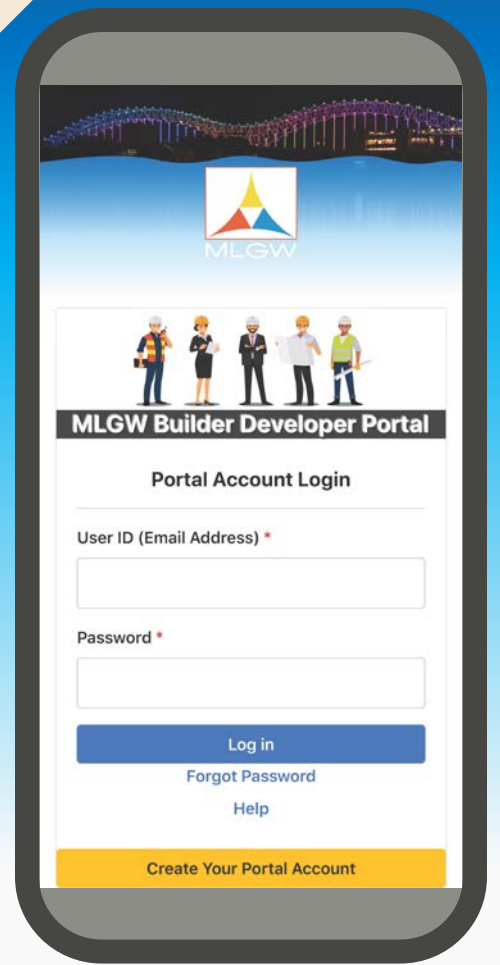 MLGW
MLGW Builder Developer Portal
Portal Account Login
User ID (Email Address) *
Password *
Log in
Forgot Password
Help
Create Your Portal Account